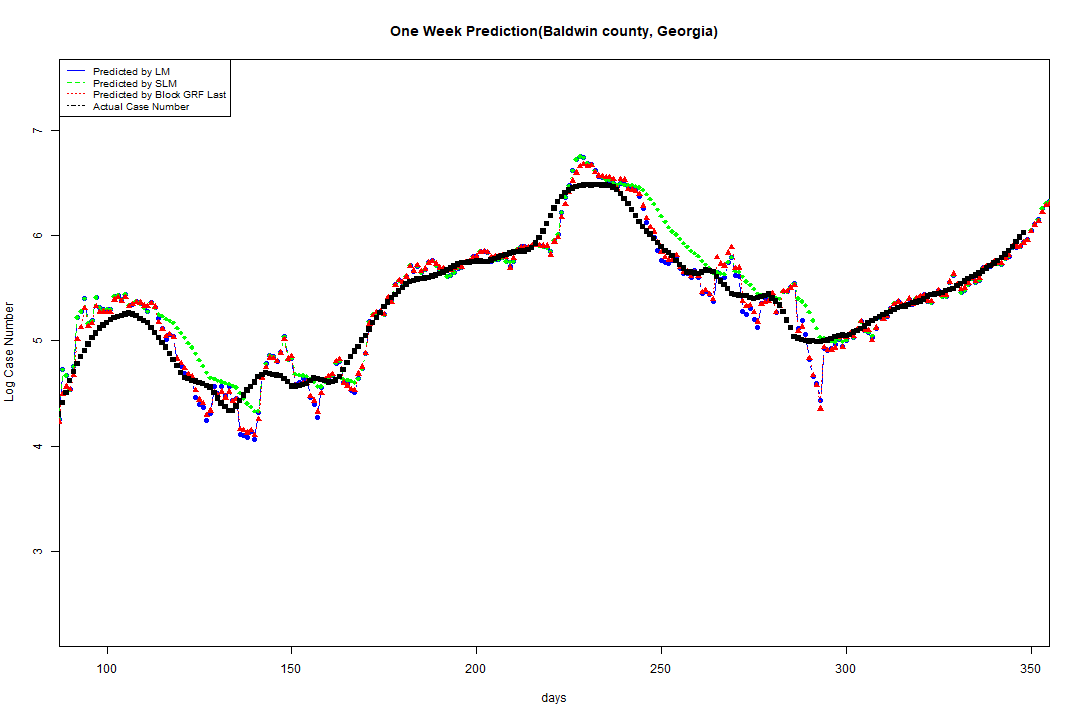 One Week Prediction(Baldwin county, Georgia)
Predicted by LM
Predicted by SLM
Predicted by Block GRF Last
Actual Case Number
7
6
5
4
3
Log Case Number
100 150 200 250 300 350
days